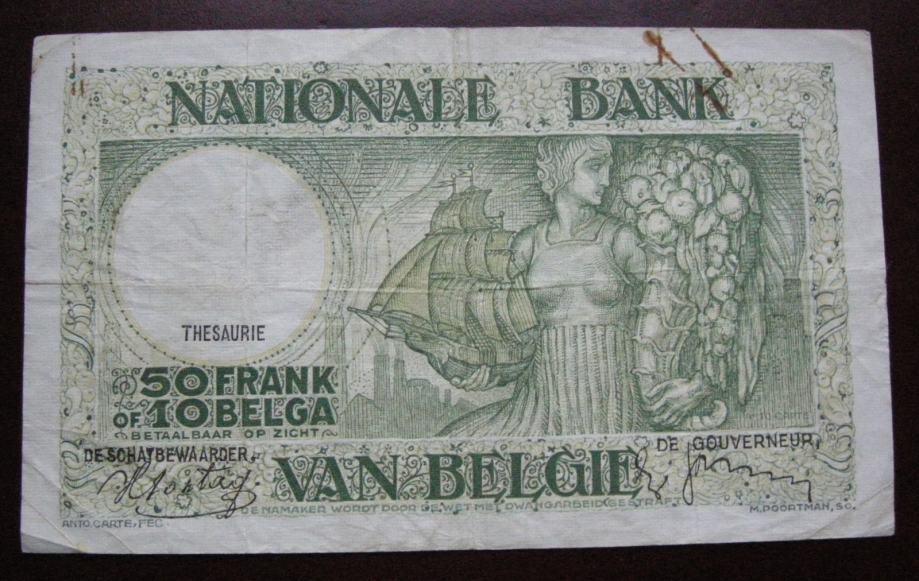 NATIONALE BANK
THESAURIE
50 FRANK
OF 10 BELGA
BETAALBAAR OP ZICHT
DE SCHATBEWAARDER,
DE GOUVERNEUR,
VAN BELGIE
DE NAMAKER WORDT DOOR DE WET MET DWANGARBEID GESTRAFT
ANTO CARTE, FEC
M. POORTMAN, SC.